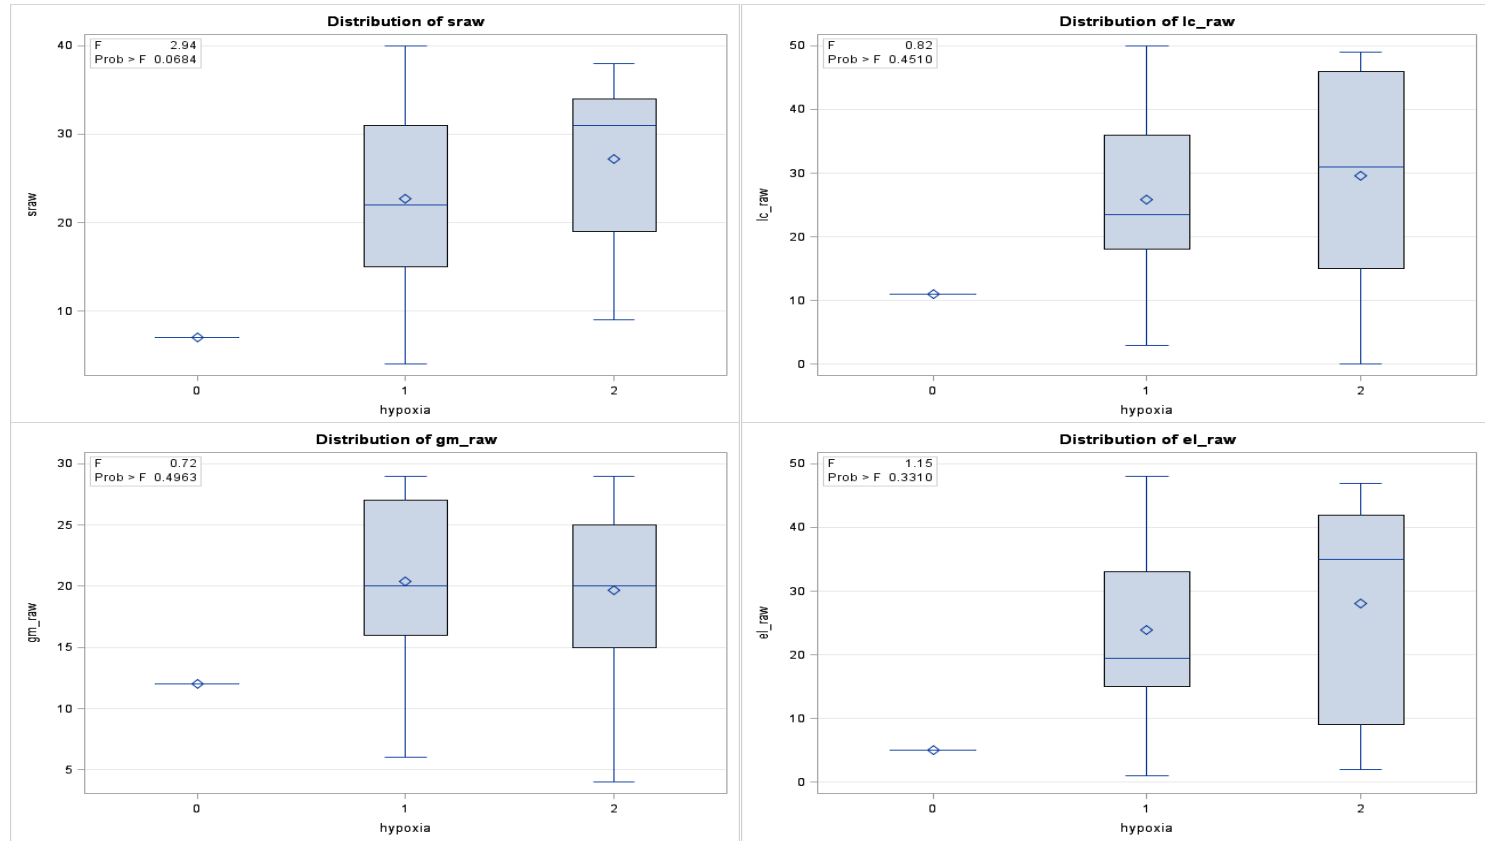 Distribution of sraw
F 2.94
Prob > F 0.0684
40
30
20
10
sraw
0 1 2
hypoxia
Distribution of lc_raw
F 0.82
Prob > F 0.4510
50
40
30
20
10
0
lc_raw
0 1 2
hypoxia
Distribution of gm_raw
F 0.72
Prob > F 0.4963
30
25
20
15
10
5
gm_raw
0 1 2
hypoxia
Distribution of el_raw
F 1.15
Prob > F 0.3310
50
40
30
20
10
0
el_raw
0 1 2
hypoxia